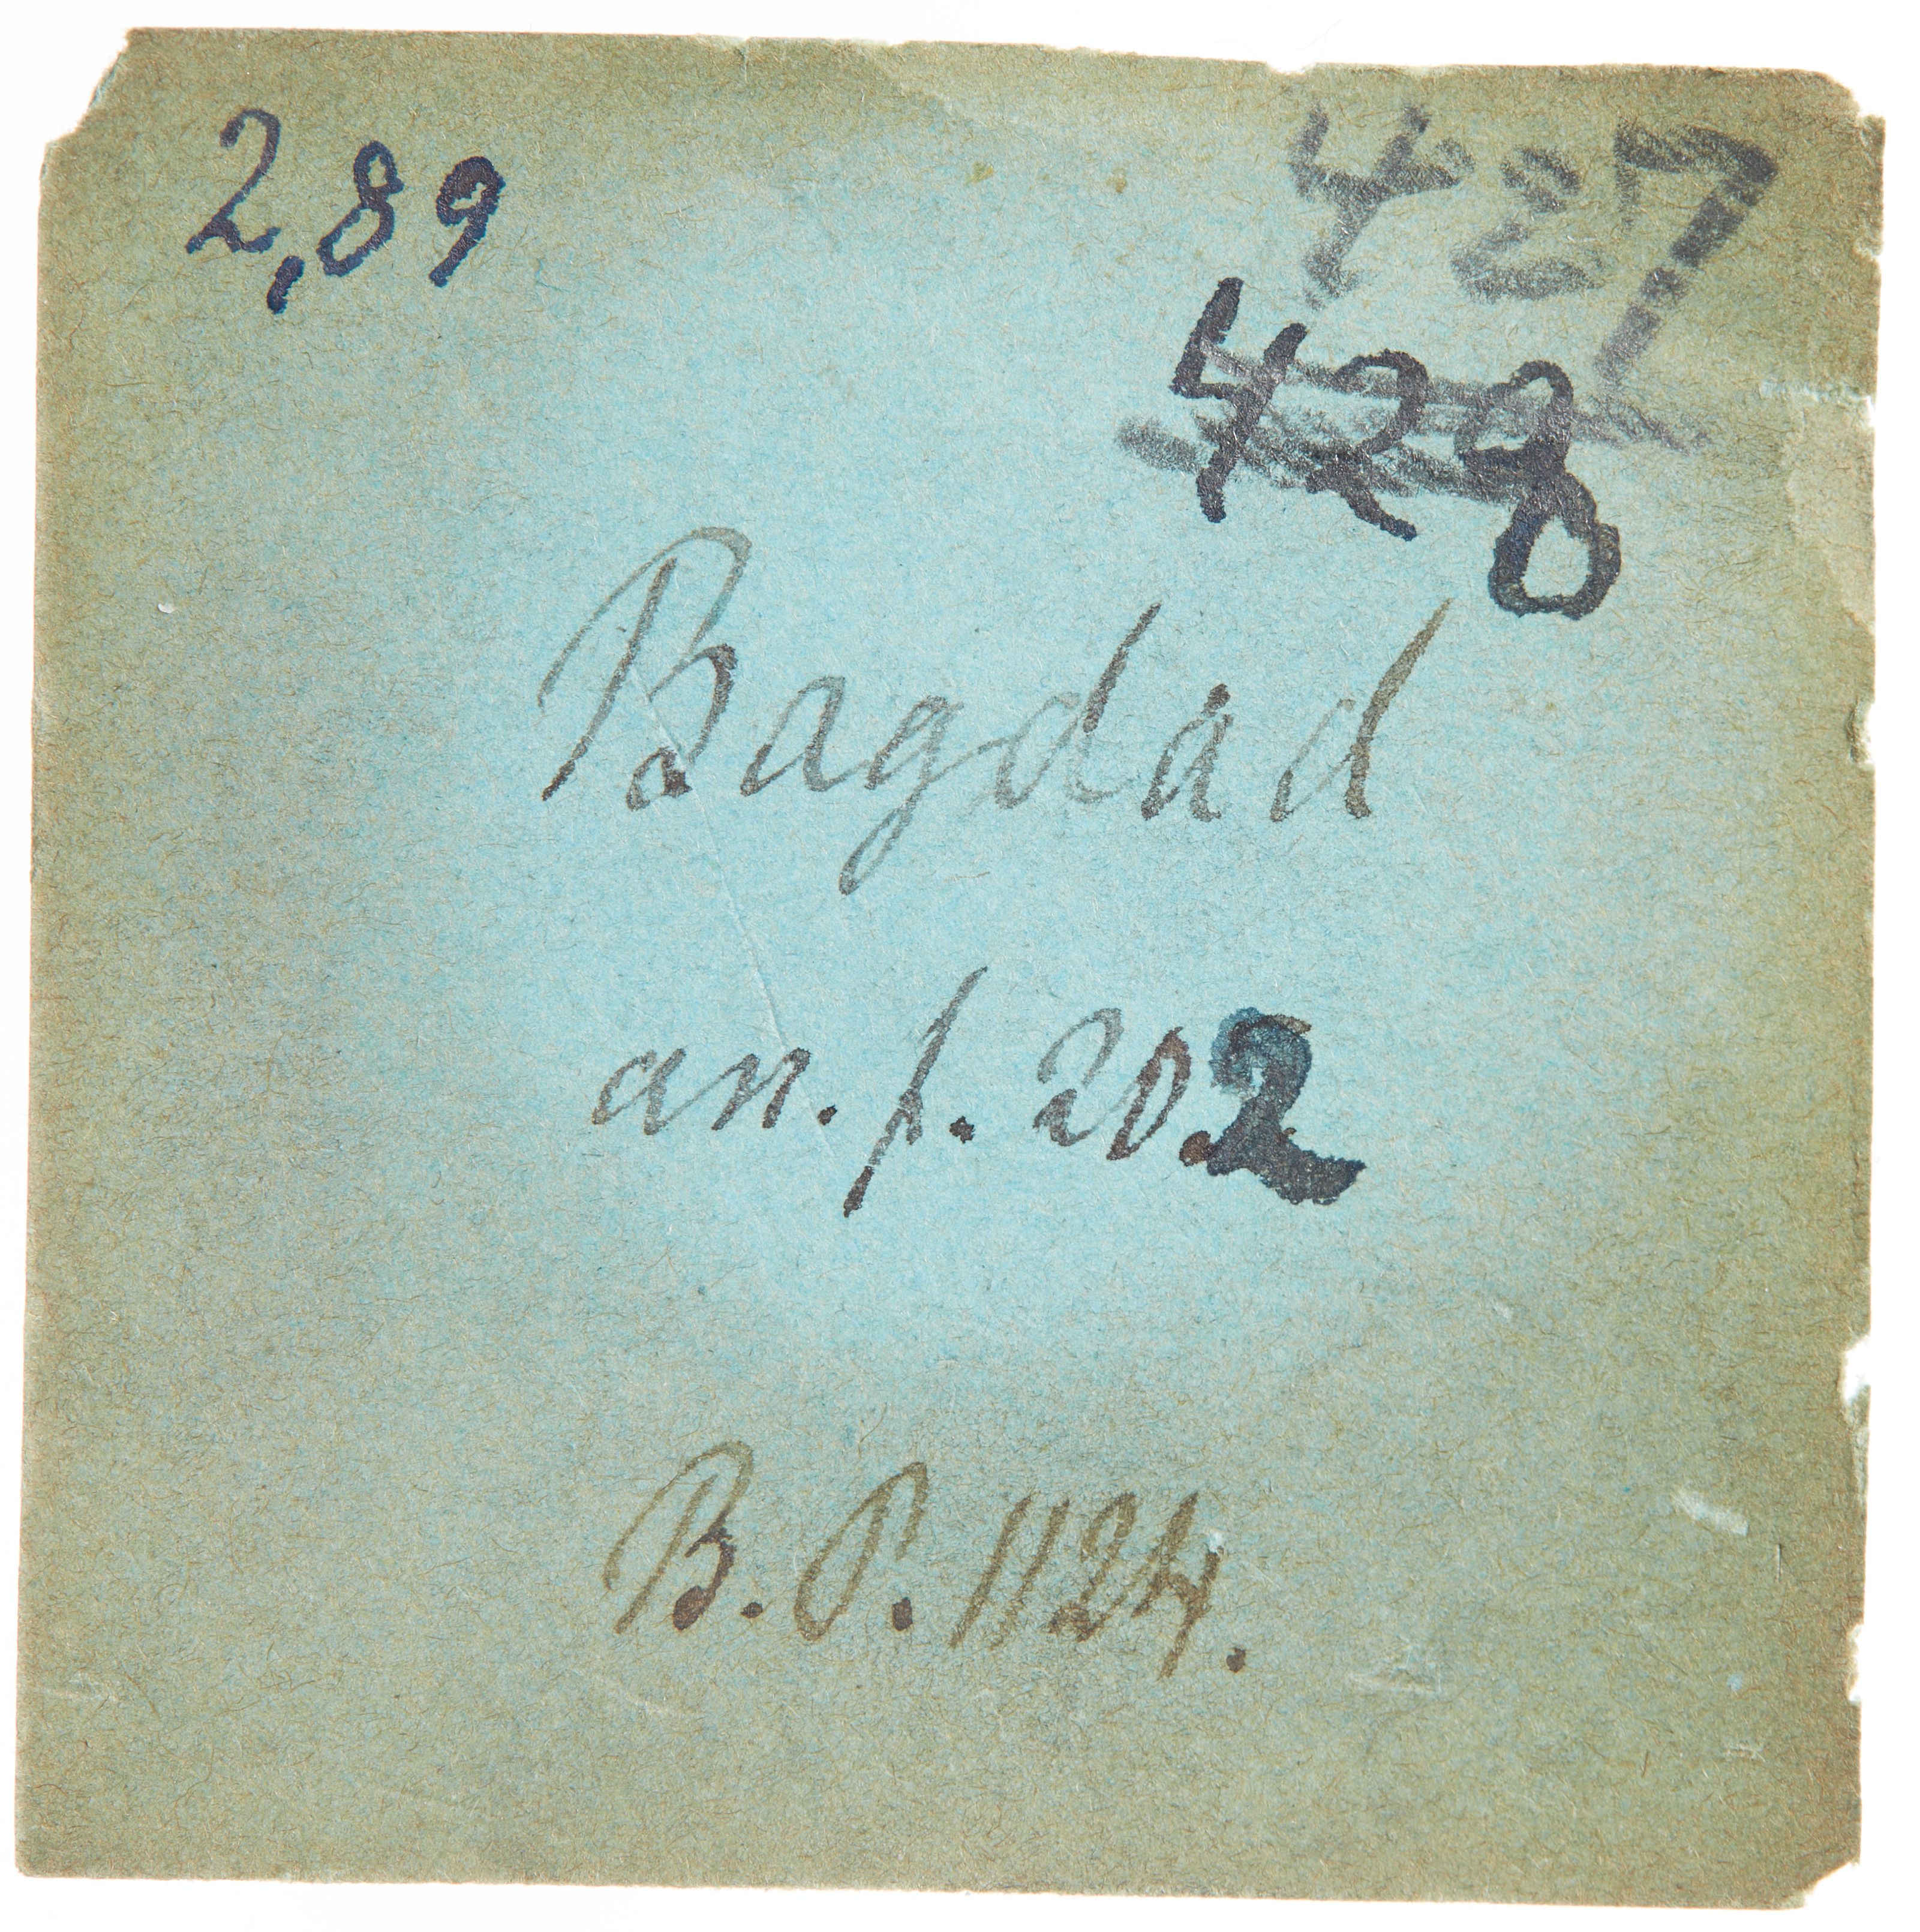 2,89
427
428
Bagdad
an. f. 202
B. P. 1124.